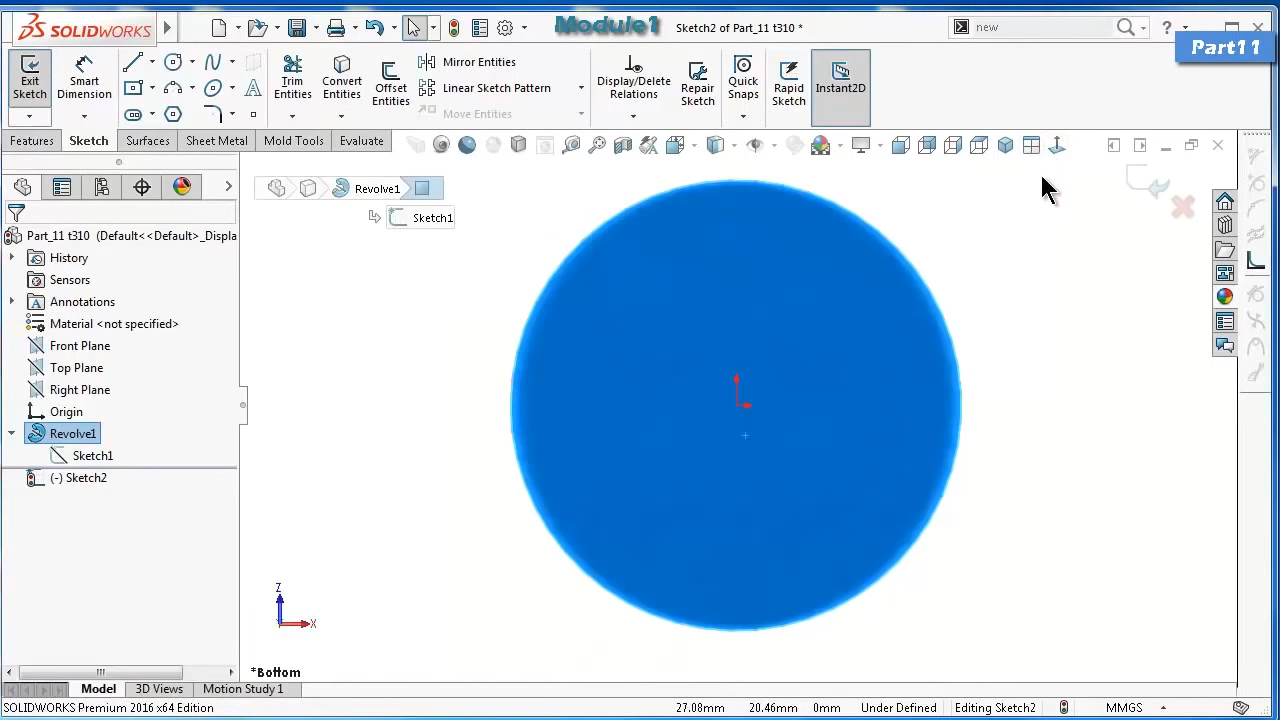 SOLIDWORKS
Module1
Sketch2 of Part_11 t310 *
new
?
Part11
Exit Sketch
Smart Dimension
Trim Entities
Convert Entities
Offset Entities
Mirror Entities
Linear Sketch Pattern
Move Entities
Display/Delete Relations
Repair Sketch
Quick Snaps
Rapid Sketch
Instant2D
Features
Sketch
Surface
Sheet Metal
Mold Tools
Evaluate
Revolve1
Sketch1
Part_11 t310 (Default<<Default>_Displa
History
Sensors
Annotations
Material <not specified>
Front Plane
Top Plane
Right Plane
Origin
Revolve1
Sketch1
(-) Sketch2
Z
X
*Bottom
Model
3D Views
Motion Study 1
SOLIDWORKS Premium 2016 x64 Edition
27.08mm
20.46mm
0mm
Under Defined
Editing Sketch2
MMGS